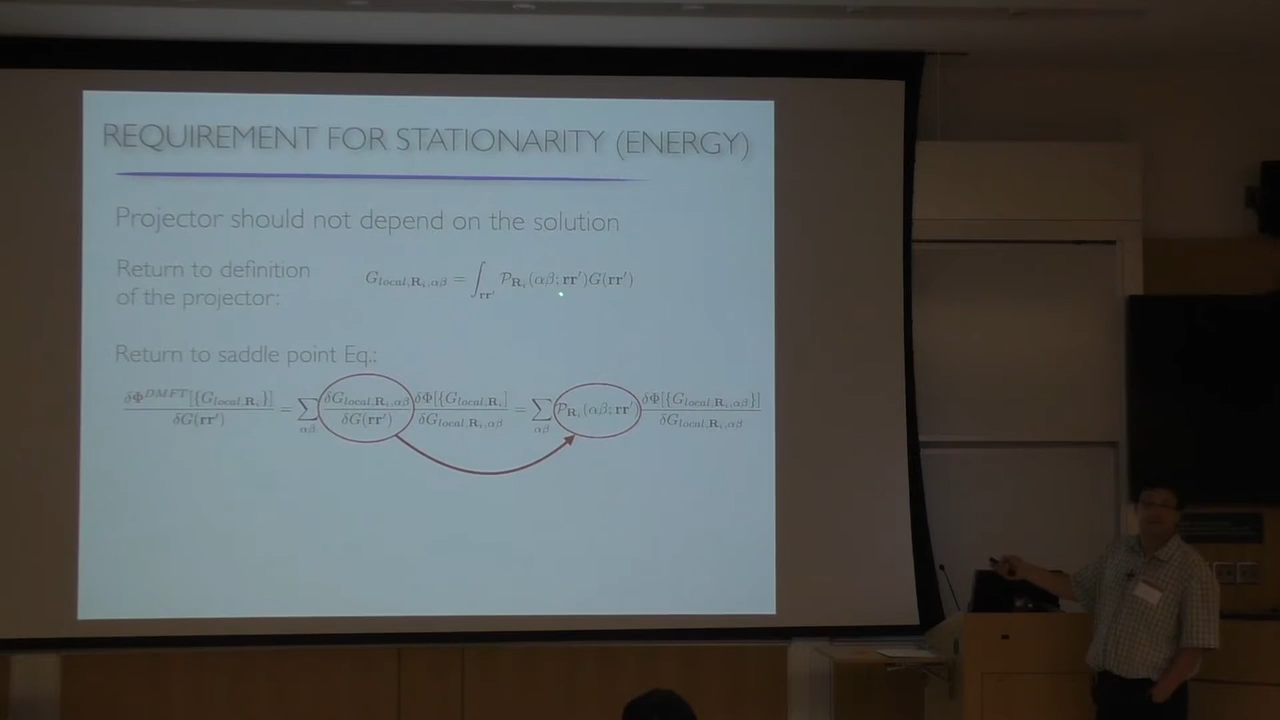 REQUIREMENT FOR STATIONARITY (ENERGY)
Projector should not depend on the solution
Return to definition
of the projector:
G_{local,R_i,αβ} = ∫_{rr'} P_{R_i}(αβ; rr')G(rr')
Return to saddle point Eq.:
δΦ^{DMFT}[{G_{local,R_i}}] / δG(rr') = Σ_{αβ} δG_{local,R_i,αβ} / δG(rr') δΦ[{G_{local,R_i}] / δG_{local,R_i,αβ} = Σ_{αβ} P_{R_i}(αβ; rr') δΦ[{G_{local,R_i,αβ}}] / δG_{local,R_i,αβ}